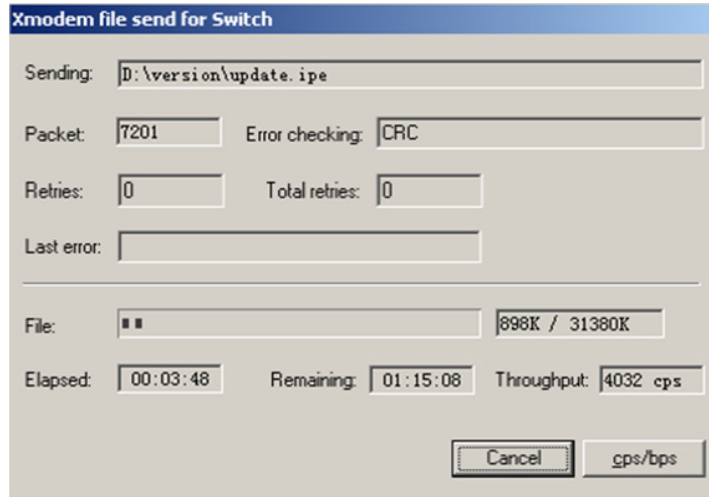 Xmodem file send for Switch
Sending: D:\version\update.ipe
Packet: 7201 Error checking: CRC
Retries: 0 Total retries: 0
Last error:
File: 898K / 31380K
Elapsed: 00:03:48 Remaining: 01:15:08 Throughput: 4032 cps
Cancel cps/bps